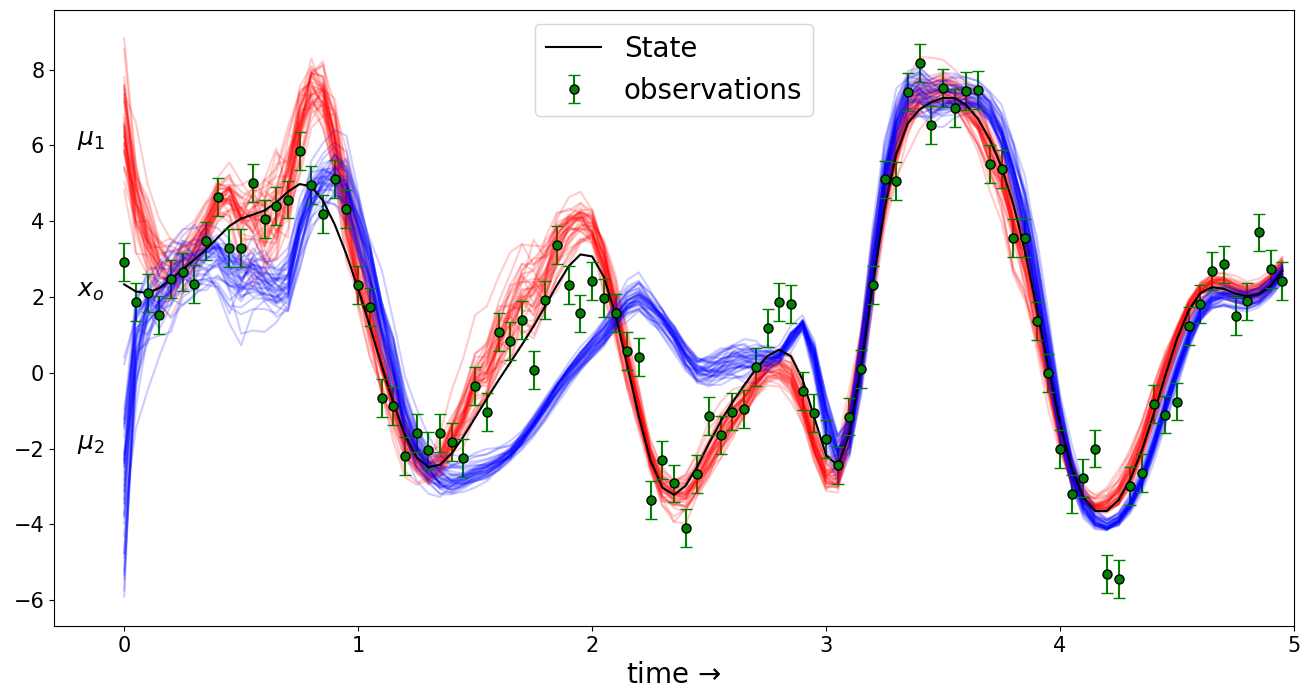 State
observations
8
6
4
2
0
−2
−4
−6
μ₁
xₒ
μ₂
0 1 2 3 4 5
time →